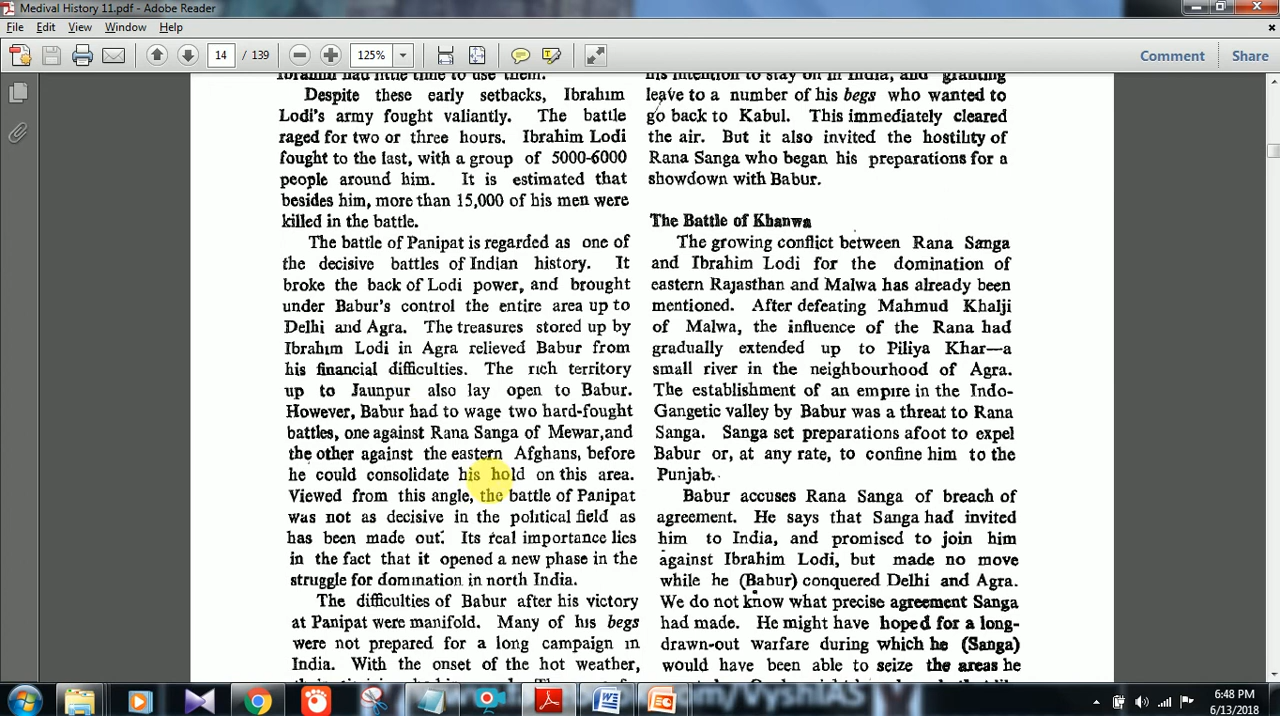 Medival History 11.pdf - Adobe Reader
File Edit View Window Help
14 / 139
125%
Comment
Share
Ibrahim had little time to use them.
Despite these early setbacks, Ibrahim
Lodi's army fought valiantly. The battle
raged for two or three hours. Ibrahim Lodi
fought to the last, with a group of 5000-6000
people around him. It is estimated that
besides him, more than 15,000 of his men were
killed in the battle.
The battle of Panipat is regarded as one of
the decisive battles of Indian history. It
broke the back of Lodi power, and brought
under Babur's control the entire area up to
Delhi and Agra. The treasures stored up by
Ibrahim Lodi in Agra relieved Babur from
his financial difficulties. The rich territory
up to Jaunpur also lay open to Babur.
However, Babur had to wage two hard-fought
battles, one against Rana Sanga of Mewar,and
the other against the eastern Afghans, before
he could consolidate his hold on this area.
Viewed from this angle, the battle of Panipat
was not as decisive in the political field as
has been made out. Its real importance lies
in the fact that it opened a new phase in the
struggle for domination in north India.
The difficulties of Babur after his victory
at Panipat were manifold. Many of his begs
were not prepared for a long campaign in
India. With the onset of the hot weather,
his intention to stay on in India, and granting
leave to a number of his begs who wanted to
go back to Kabul. This immediately cleared
the air. But it also invited the hostility of
Rana Sanga who began his preparations for a
showdown with Babur.
The Battle of Khanwa
The growing conflict between Rana Sanga
and Ibrahim Lodi for the domination of
eastern Rajasthan and Malwa has already been
mentioned. After defeating Mahmud Khalji
of Malwa, the influence of the Rana had
gradually extended up to Piliya Khar—a
small river in the neighbourhood of Agra.
The establishment of an empire in the Indo-
Gangetic valley by Babur was a threat to Rana
Sanga. Sanga set preparations afoot to expel
Babur or, at any rate, to confine him to the
Punjab.
Babur accuses Rana Sanga of breach of
agreement. He says that Sanga had invited
him to India, and promised to join him
against Ibrahim Lodi, but made no move
while he (Babur) conquered Delhi and Agra.
We do not know what precise agreement Sanga
had made. He might have hoped for a long-
drawn-out warfare during which he (Sanga)
would have been able to seize the areas he
6:48 PM
6/13/2018